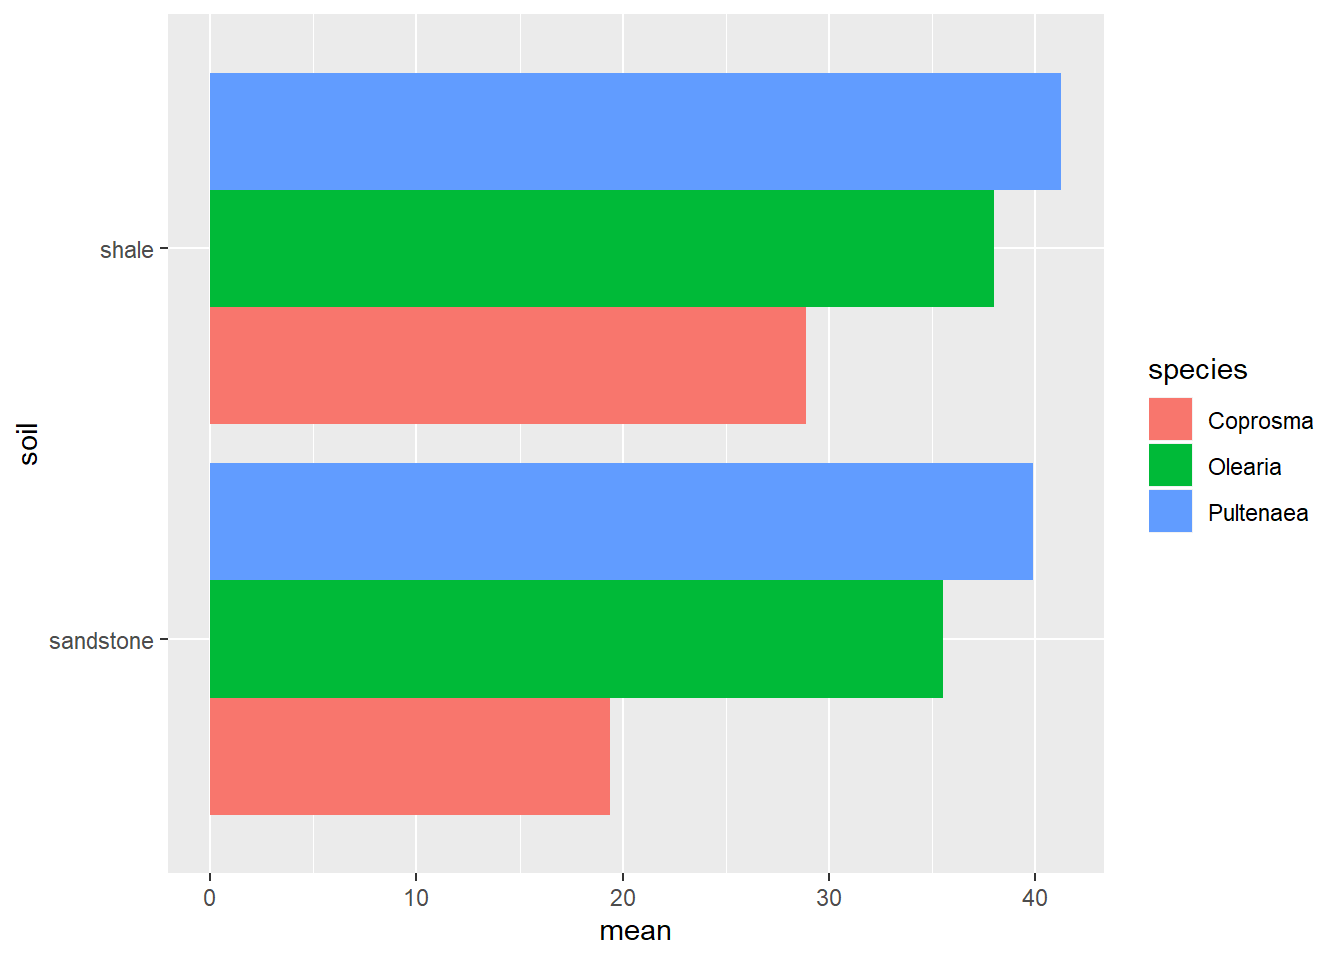 soil
shale
sandstone
0 10 20 30 40
mean
species
Coprosma
Olearia
Pultenaea